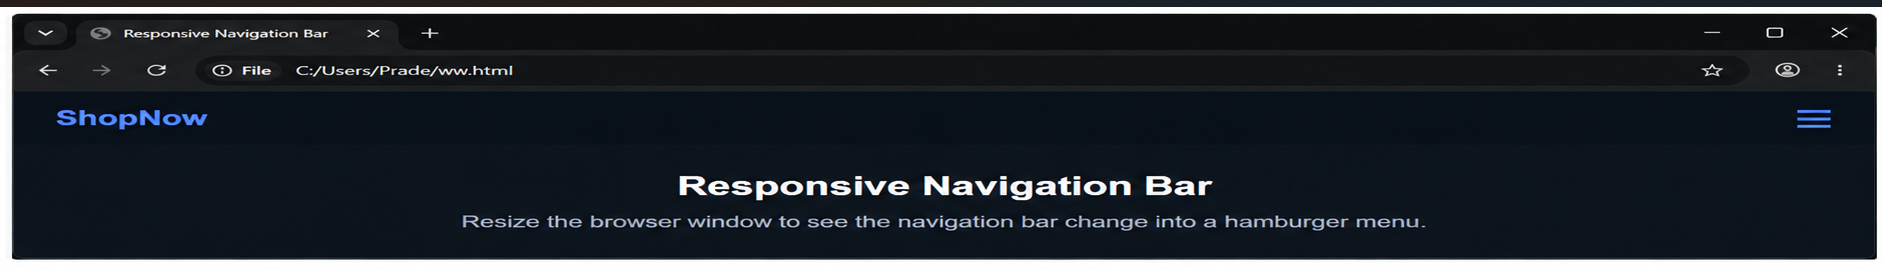 Responsive Navigation Bar
File C:/Users/Prade/ww.html
ShopNow
Responsive Navigation Bar
Resize the browser window to see the navigation bar change into a hamburger menu.